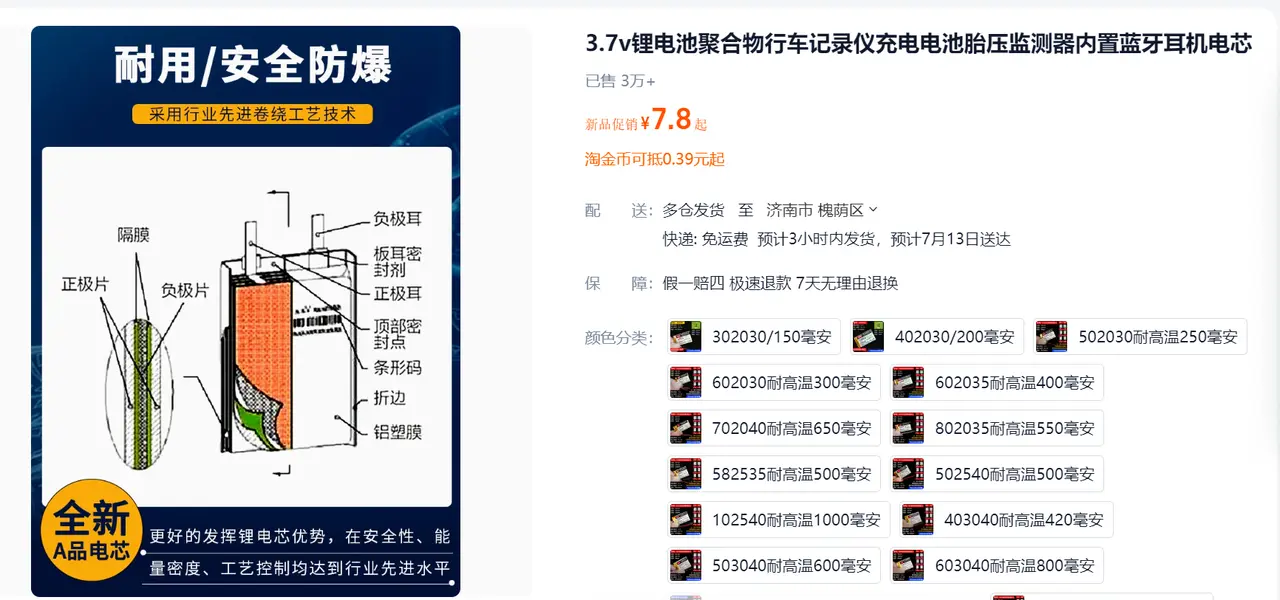 耐用/安全防爆
采用行业先进卷绕工艺技术
隔膜
正极片
负极片
负极耳
板耳密
封剂
正极耳
顶部密
封点
条形码
折边
铝塑膜
全新
A品电芯
更好的发挥锂电芯优势，在安全性、能
量密度、工艺控制均达到行业先进水平
3.7v锂电池聚合物行车记录仪充电电池胎压监测器内置蓝牙耳机电芯
已售 3万+
新品促销¥7.8起
淘金币可抵0.39元起
配送: 多仓发货 至 济南市 槐荫区
快递: 免运费 预计3小时内发货，预计7月13日送达
保障: 假一赔四 极速退款 7天无理由退换
颜色分类: 302030/150毫安 402030/200毫安 502030耐高温250毫安
602030耐高温300毫安 602035耐高温400毫安
702040耐高温650毫安 802035耐高温550毫安
582535耐高温500毫安 502540耐高温500毫安
102540耐高温1000毫安 403040耐高温420毫安
503040耐高温600毫安 603040耐高温800毫安